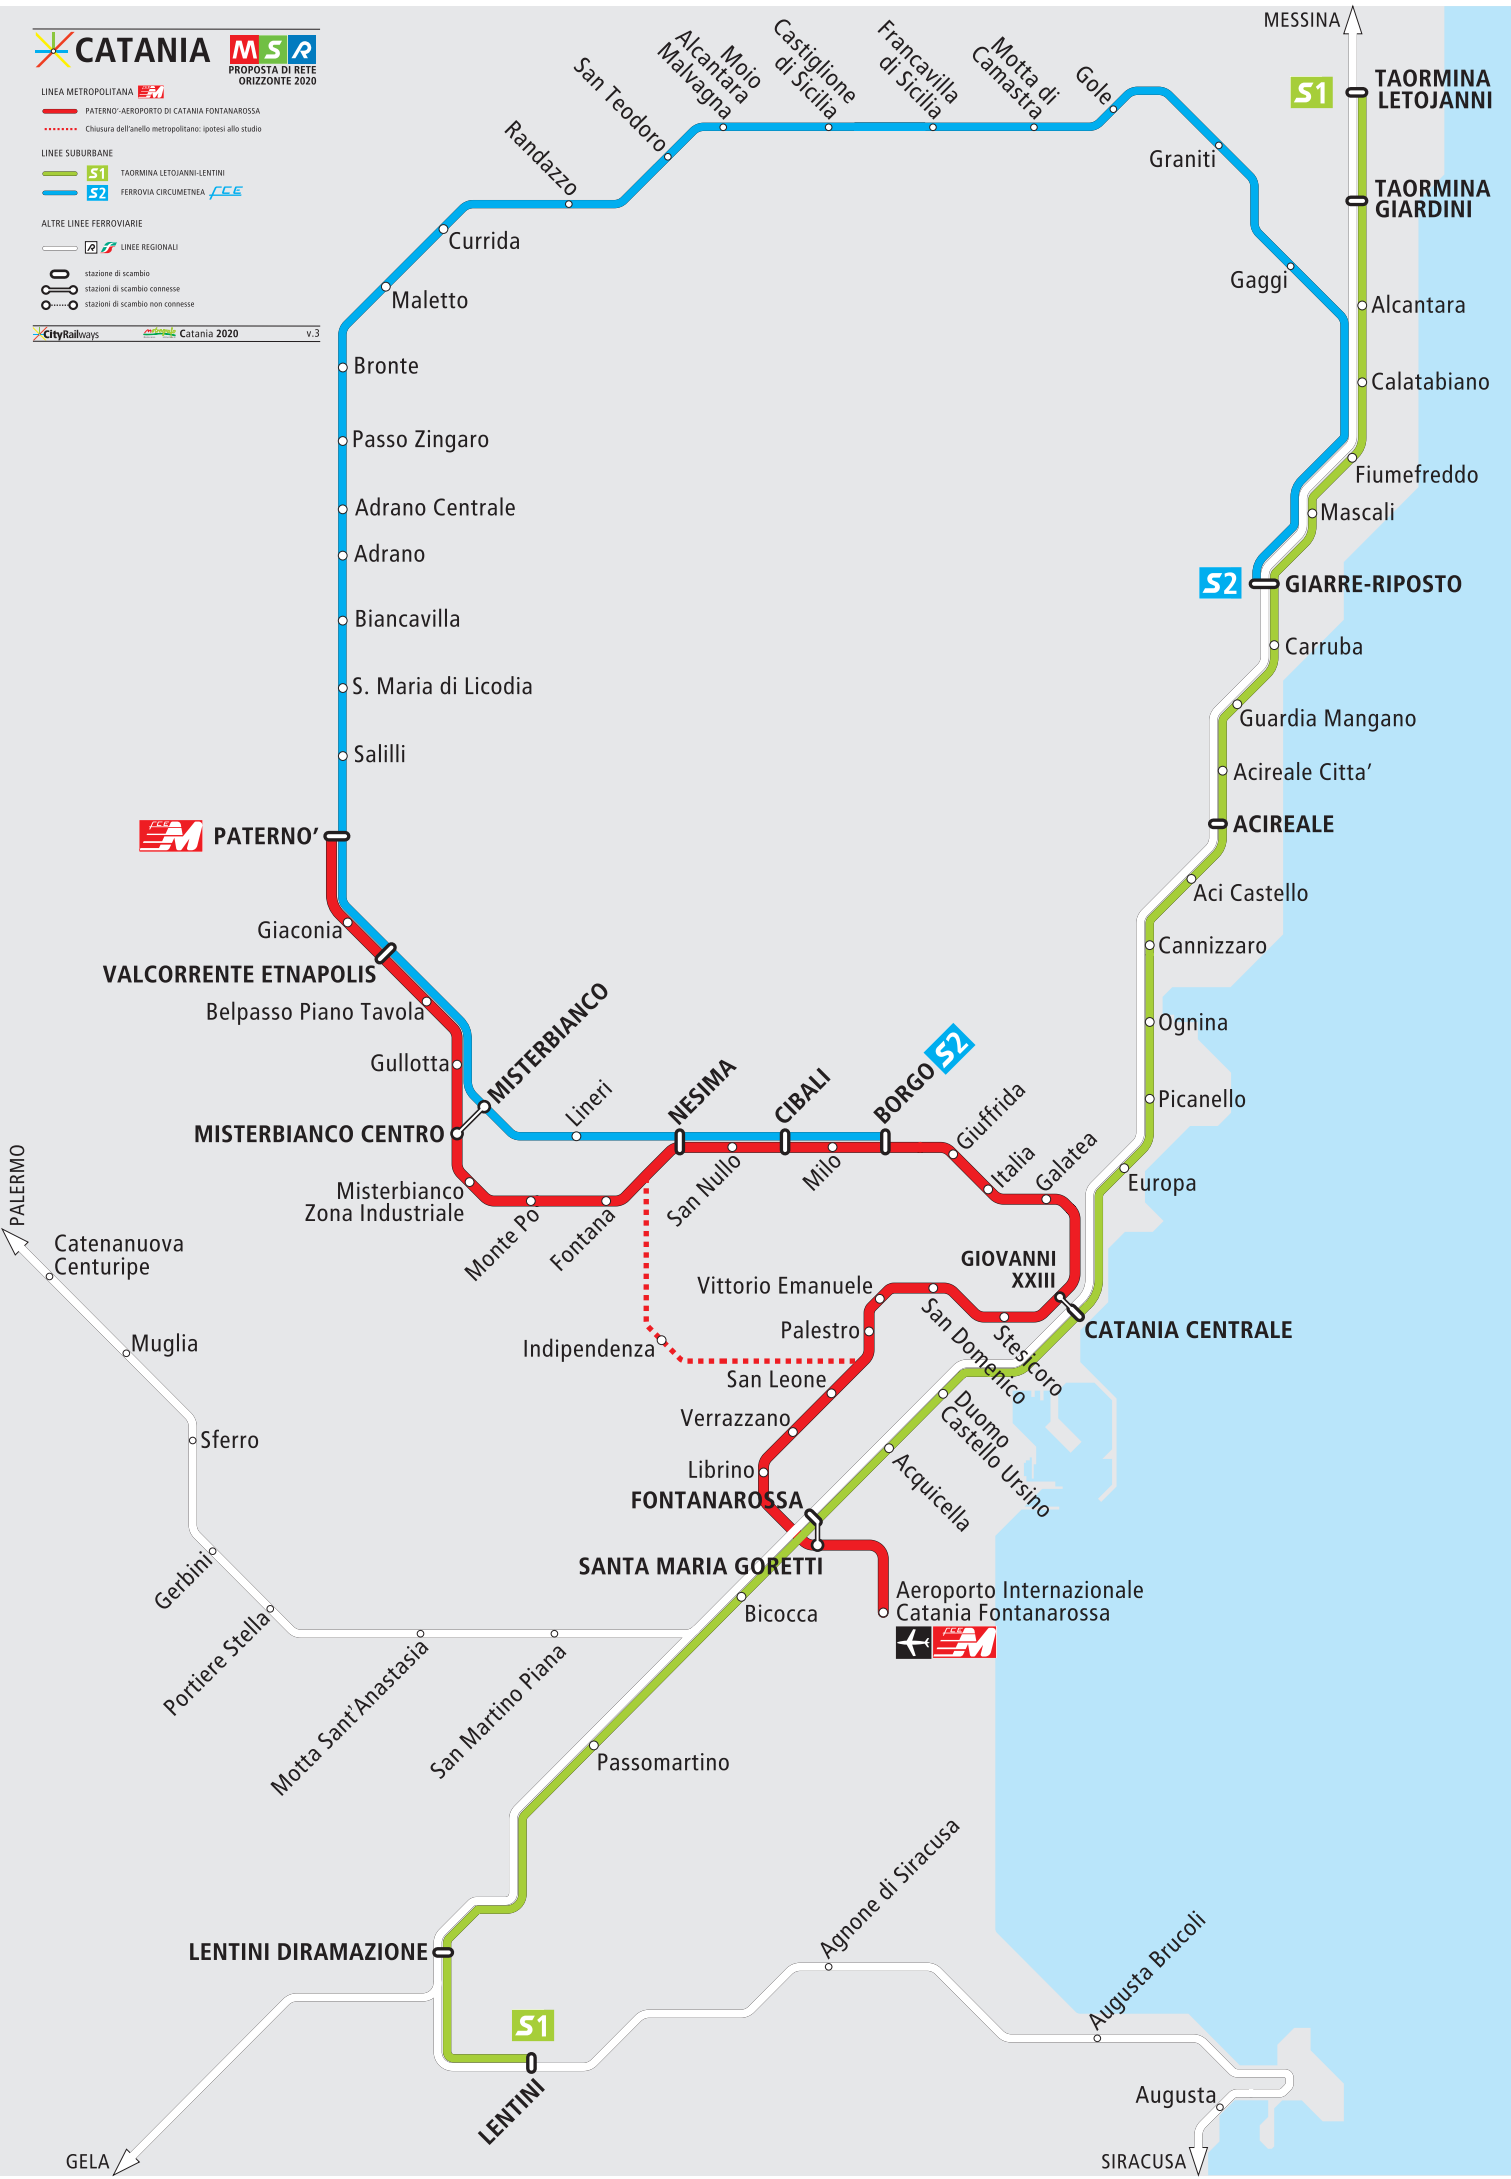 CATANIA
MSR
PROPOSTA DI RETE
ORIZZONTE 2020
LINEA METROPOLITANA FCE M
PATERNO'-AEROPORTO DI CATANIA FONTANAROSSA
Chiusura dell'anello metropolitano: ipotesi allo studio
LINEE SUBURBANE
S1 TAORMINA LETOJANNI-LENTINI
S2 FERROVIA CIRCUMETNEA FCE
ALTRE LINEE FERROVIARIE
R LINEE REGIONALI
stazione di scambio
stazioni di scambio connesse
stazioni di scambio non connesse
CityRailways
Catania 2020
v.3
MESSINA
S1
TAORMINA
LETOJANNI
TAORMINA
GIARDINI
Alcantara
Calatabiano
Fiumefreddo
Mascali
S2
GIARRE-RIPOSTO
Carruba
Guardia Mangano
Acireale Citta'
ACIREALE
Aci Castello
Cannizzaro
Ognina
Picanello
Europa
CATANIA CENTRALE
San Teodoro
Moio
Alcantara
Malvagna
Castiglione
di Sicilia
Francavilla
di Sicilia
Motta di
Camastra
Gole
Graniti
Gaggi
Randazzo
Currida
Maletto
Bronte
Passo Zingaro
Adrano Centrale
Adrano
Biancavilla
S. Maria di Licodia
Salilli
FCE M
PATERNO'
Giaconia
VALCORRENTE ETNAPOLIS
Belpasso Piano Tavola
Gullotta
MISTERBIANCO
MISTERBIANCO CENTRO
Misterbianco
Zona Industriale
Monte Po
Fontana
Lineri
NESIMA
San Nullo
CIBALI
Milo
BORGO S2
Giuffrida
Italia
Galatea
GIOVANNI
XXIII
Stesicoro
San Domenico
Vittorio Emanuele
Palestro
Indipendenza
San Leone
Verrazzano
Librino
FONTANAROSSA
SANTA MARIA GORETTI
Duomo
Castello Ursino
Acquicella
Bicocca
Aeroporto Internazionale
Catania Fontanarossa
FCE M
PALERMO
Catenanuova
Centuripe
Muglia
Sferro
Gerbini
Portiere Stella
Motta Sant'Anastasia
San Martino Piana
Passomartino
LENTINI DIRAMAZIONE
S1
LENTINI
Agnone di Siracusa
Augusta Brucoli
Augusta
SIRACUSA
GELA